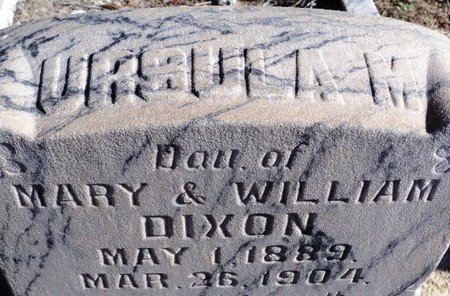 URSULA M
Dau. of
MARY & WILLIAM
DIXON
MAY 1, 1889.
MAR. 26, 1904.